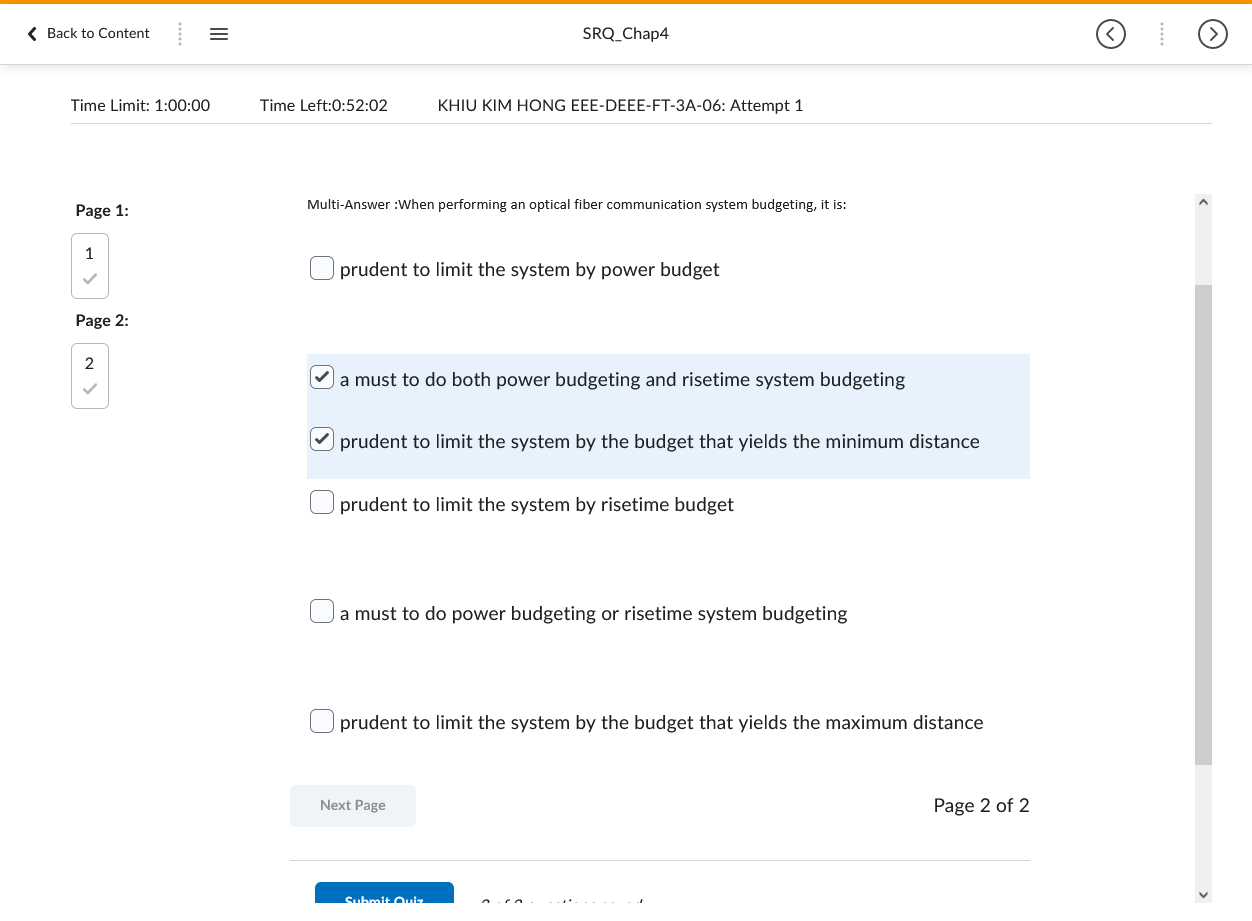 Back to Content
SRQ_Chap4
Time Limit: 1:00:00 Time Left:0:52:02 KHIU KIM HONG EEE-DEEE-FT-3A-06: Attempt 1
Page 1:
1
Page 2:
2
Multi-Answer :When performing an optical fiber communication system budgeting, it is:
prudent to limit the system by power budget
a must to do both power budgeting and risetime system budgeting
prudent to limit the system by the budget that yields the minimum distance
prudent to limit the system by risetime budget
a must to do power budgeting or risetime system budgeting
prudent to limit the system by the budget that yields the maximum distance
Next Page
Page 2 of 2
Submit Quiz